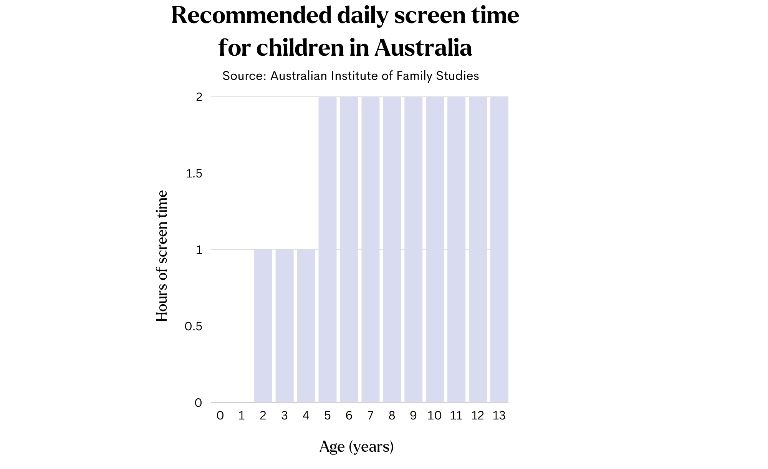 Recommended daily screen time
for children in Australia
Source: Australian Institute of Family Studies
2
1.5
1
0.5
0
Hours of screen time
0 1 2 3 4 5 6 7 8 9 10 11 12 13
Age (years)